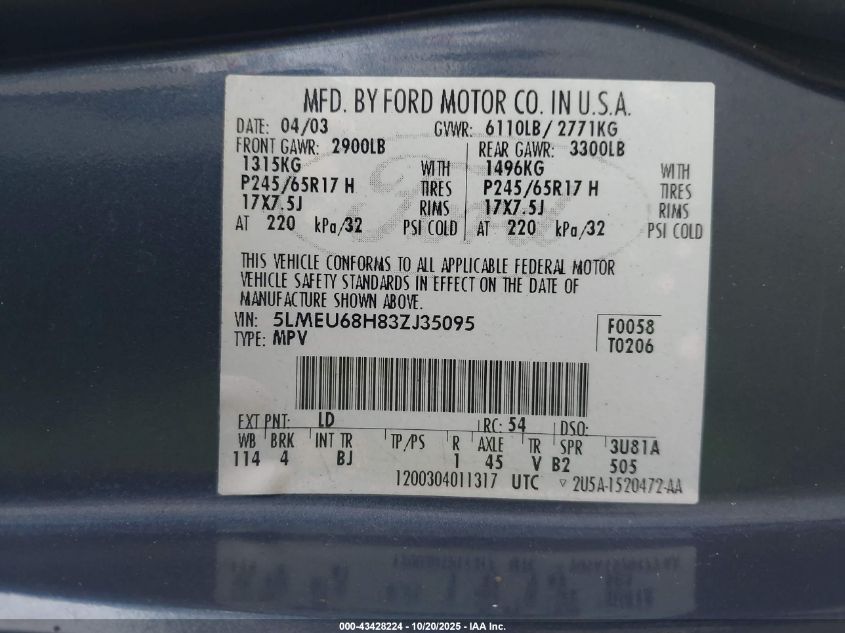 MFD. BY FORD MOTOR CO. IN U.S.A.
DATE: 04/03 GVWR: 6110LB/ 2771KG
FRONT GAWR: 2900LB REAR GAWR: 3300LB
1315KG WITH 1496KG WITH
P245/65R17 H TIRES P245/65R17 H TIRES
17X7.5J RIMS 17X7.5J RIMS
AT 220 kPa/32 PSI COLD AT 220 kPa/32 PSI COLD
THIS VEHICLE CONFORMS TO ALL APPLICABLE FEDERAL MOTOR
VEHICLE SAFETY STANDARDS IN EFFECT ON THE DATE OF
MANUFACTURE SHOWN ABOVE.
VIN: 5LMEU68H83ZJ35095 F0058
TYPE: MPV T0206
EXT PNT: LD RC: 54 DSO:
WB BRK INT TR TP/PS R AXLE TR SPR 3U81A
114 4 BJ 1 45 V B2 505
1200304011317 UTC ▽ 2U5A-1520472-AA
000-43428224 - 10/20/2025 - IAA Inc.